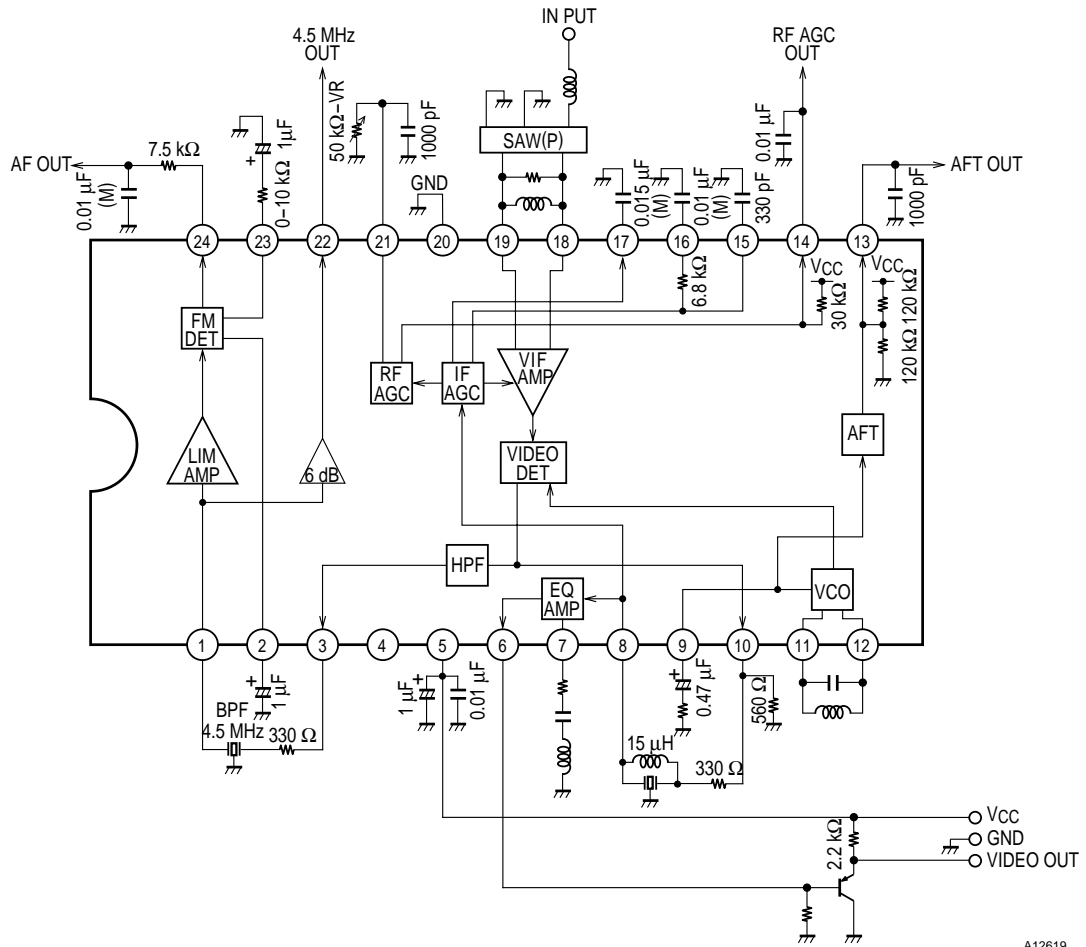 IN PUT
4.5 MHz
OUT
RF AGC
OUT
50 kΩ–VR
1000 pF
SAW(P)
0.01 µF
AF OUT
7.5 kΩ
0.01 µF
(M)
+
1µF
0–10 kΩ
GND
0.015 µF
(M)
0.01 µF
(M)
330 pF
AFT OUT
1000 pF
24
23
22
21
20
19
18
17
16
15
14
13
6.8 kΩ
VCC
30 kΩ
VCC
120 kΩ
120 kΩ
FM
DET
RF
AGC
IF
AGC
VIF
AMP
LIM
AMP
6 dB
VIDEO
DET
AFT
HPF
EQ
AMP
VCO
1
2
3
4
5
6
7
8
9
10
11
12
+
1 µF
BPF
4.5 MHz
330 Ω
1 µF
+
0.01 µF
+
0.47 µF
560 Ω
15 µH
330 Ω
VCC
GND
VIDEO OUT
2.2 kΩ
A12619